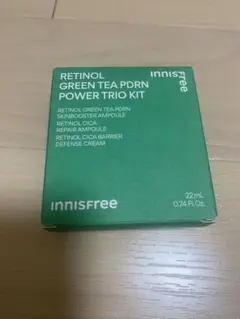 RETINOL
GREEN TEA PDRN
POWER TRIO KIT
innisfree
RETINOL GREEN TEA PDRN
SKINBOOSTER AMPOULE
RETINOL CICA
REPAIR AMPOULE
RETINOL CICA BARRIER
DEFENSE CREAM
innisfree
22 mL
0.74 Fl. Oz.